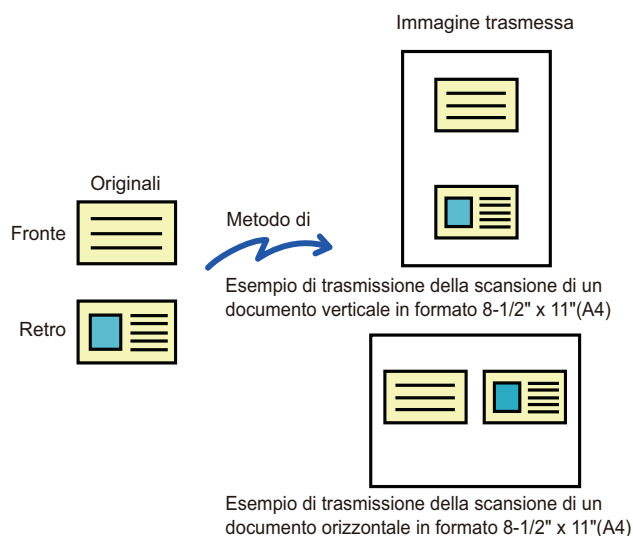 Immagine trasmessa
Originali
Fronte
Metodo di
Retro
Esempio di trasmissione della scansione di un
documento verticale in formato 8-1/2" x 11"(A4)
Esempio di trasmissione della scansione di un
documento orizzontale in formato 8-1/2" x 11"(A4)